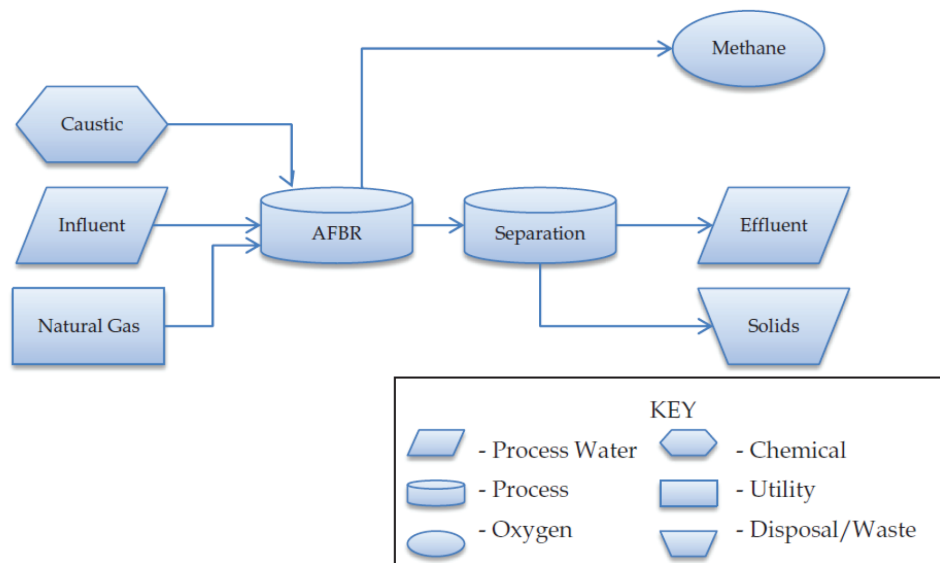 Methane
Caustic
Influent
AFBR
Separation
Effluent
Natural Gas
Solids
KEY
- Process Water
- Chemical
- Process
- Utility
- Oxygen
- Disposal/Waste